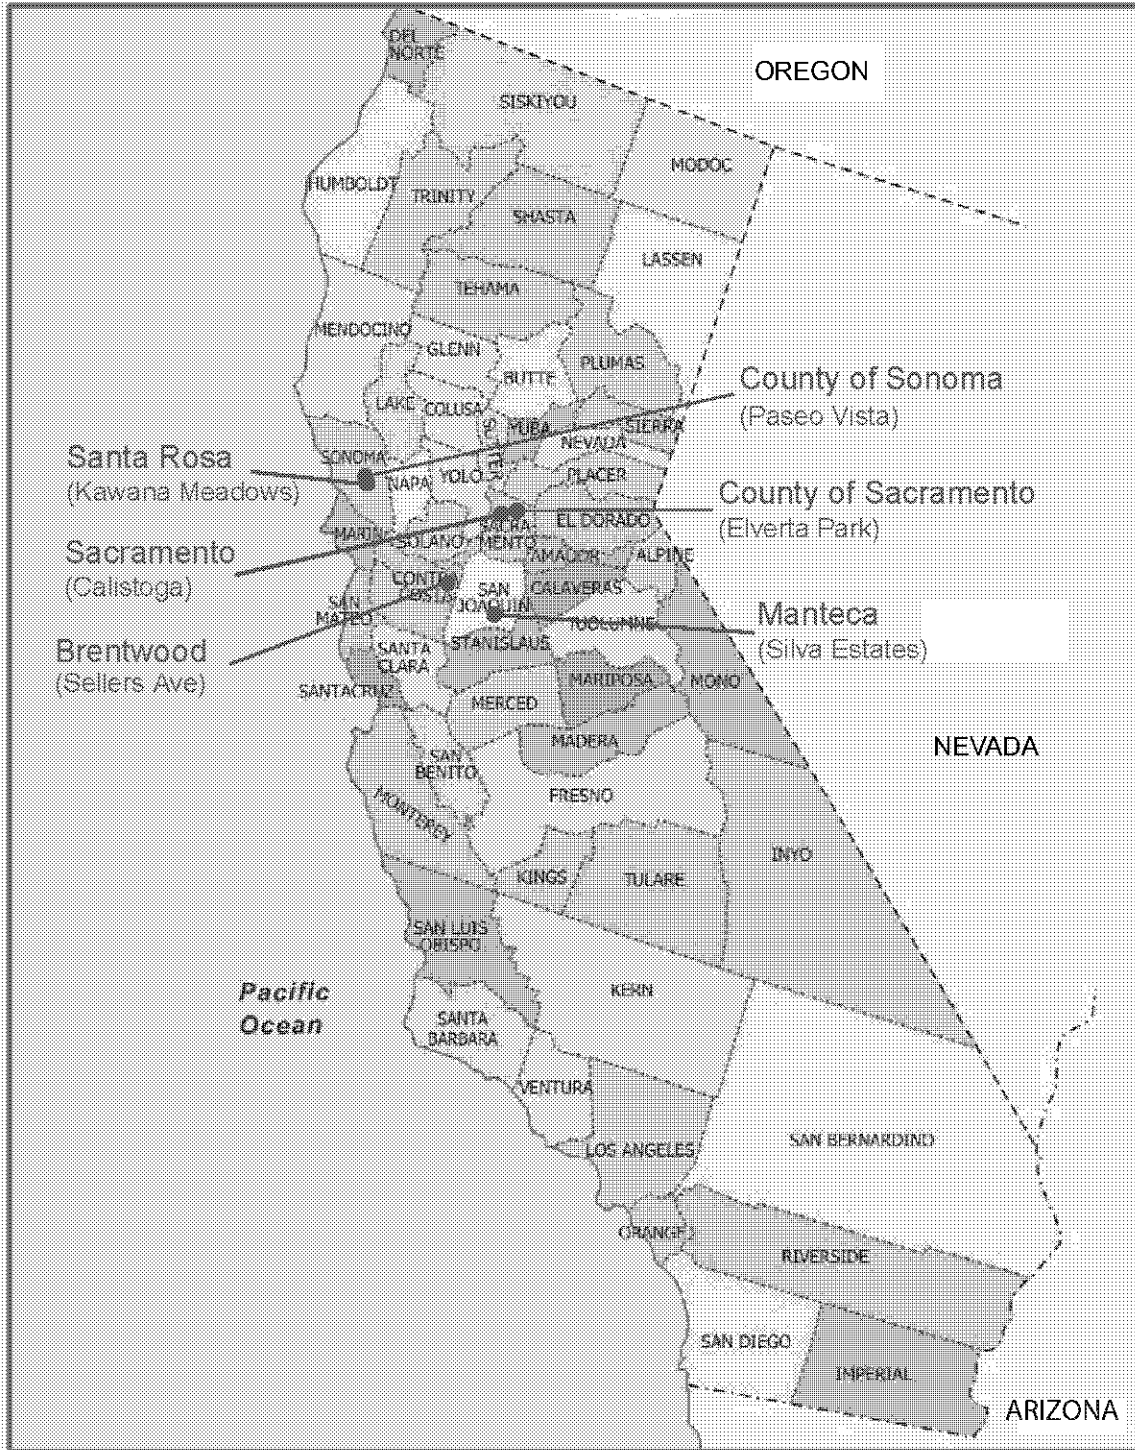 DEL
NORTE
OREGON
SISKIYOU
MODOC
HUMBOLDT
TRINITY
SHASTA
LASSEN
TEHAMA
MENDOCINO
GLENN
BUTTE
PLUMAS
County of Sonoma
(Paseo Vista)
LAKE
COLUSA
SUTTER
YUBA
SIERRA
NEVADA
Santa Rosa
(Kawana Meadows)
SONOMA
NAPA
YOLO
PLACER
County of Sacramento
(Elverta Park)
MARIN
SOLANO
SACRA-
MENTO
EL DORADO
Sacramento
(Calistoga)
AMADOR
ALPINE
CONTRA
COSTA
SAN
JOAQUIN
CALAVERAS
SAN
MATEO
TUOLUMNE
Manteca
(Silva Estates)
Brentwood
(Sellers Ave)
SANTA
CLARA
STANISLAUS
SANTA CRUZ
MERCED
MARIPOSA
MONO
MADERA
NEVADA
SAN
BENITO
MONTEREY
FRESNO
INYO
KINGS
TULARE
SAN LUIS
OBISPO
Pacific
Ocean
KERN
SANTA
BARBARA
VENTURA
LOS ANGELES
SAN BERNARDINO
ORANGE
RIVERSIDE
SAN DIEGO
IMPERIAL
ARIZONA